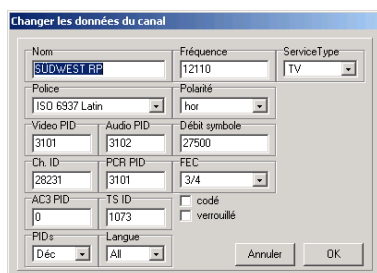 Changer les données du canal
Nom Fréquence ServiceType
SÜDWEST RP 12110 TV
Police Polarité
ISO 6937 Latin hor
Video PID Audio PID Débit symbole
3101 3102 27500
Ch. ID PCR PID FEC
28231 3101 3/4
AC3 PID TS ID codé
0 1073 verrouillé
PIDs Langue
Déc All Annuler OK